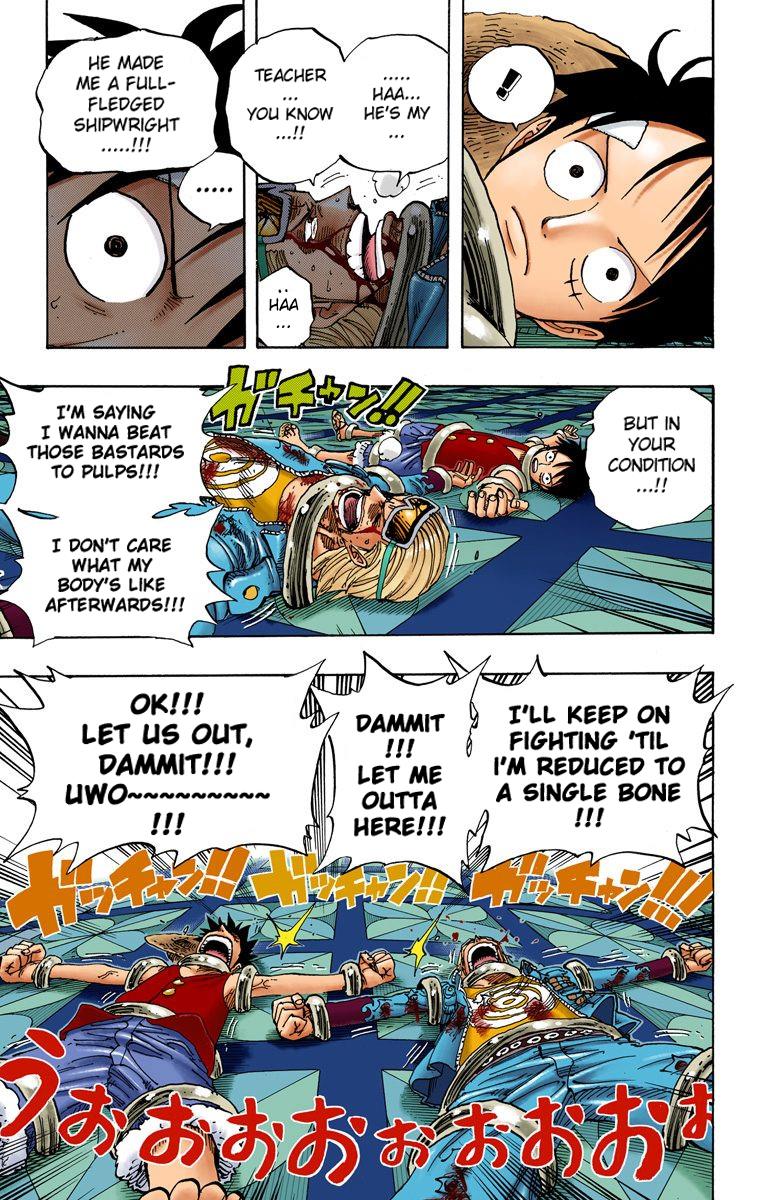 !
.....
HAA...
HE'S MY
...
TEACHER
...
YOU KNOW
...!!
..
HAA
...
.....
HE MADE
ME A FULL-
FLEDGED
SHIPWRIGHT
.....!!!
BUT IN
YOUR
CONDITION
...!!
ガチャン!!
I'M SAYING
I WANNA BEAT
THOSE BASTARDS
TO PULPS!!!
I DON'T CARE
WHAT MY
BODY'S LIKE
AFTERWARDS!!!
I'LL KEEP ON
FIGHTING 'TIL
I'M REDUCED TO
A SINGLE BONE
!!!
DAMMIT
!!!
LET ME
OUTTA
HERE!!!
OK!!!
LET US OUT,
DAMMIT!!!
UWO~~~~~~~~~
!!!
ガッチャン!!!
ガッチャン!!
ガッチャン!!
うおおおおおおおおお